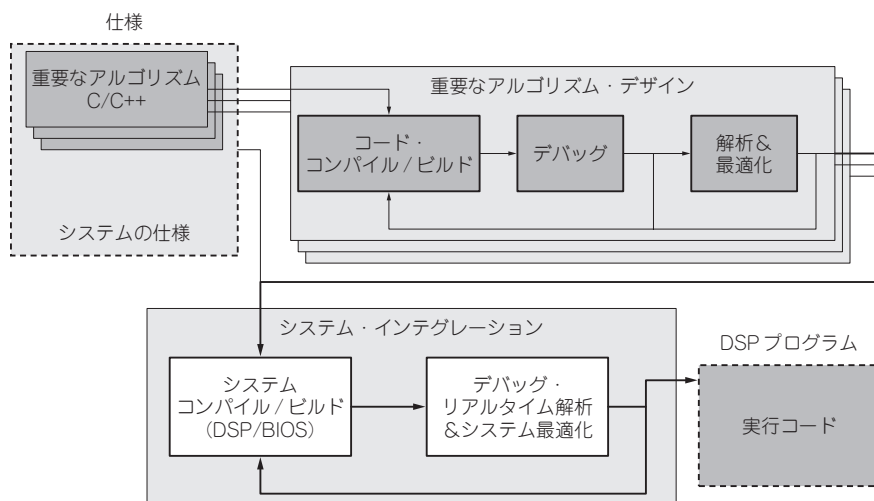 仕様
重要なアルゴリズム
C/C++
システムの仕様
重要なアルゴリズム・デザイン
コード・
コンパイル/ビルド
デバッグ
解析&
最適化
システム・インテグレーション
システム
コンパイル/ビルド
(DSP/BIOS)
デバッグ・
リアルタイム解析
&システム最適化
DSPプログラム
実行コード